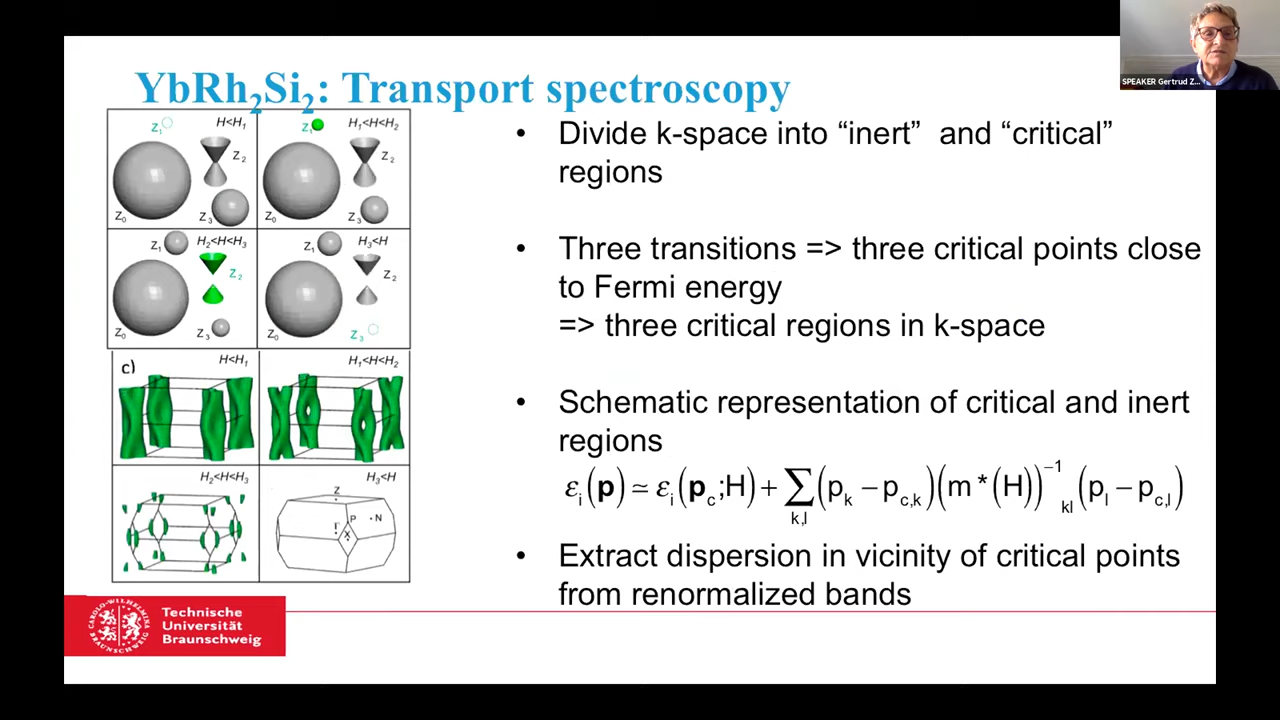 YbRh2Si2: Transport spectroscopy
SPEAKER Gertrud Z...
Z1 H<H1
Z2
Z0 Z3
Z1 H1<H<H2
Z2
Z0 Z3
Z1 H2<H<H3
Z2
Z0 Z3
Z1 H3<H
Z2
Z0 Z3
c) H<H1
H1<H<H2
H2<H<H3
H3<H
Z
P N
Γ
X
• Divide k-space into “inert” and “critical”
regions
• Three transitions => three critical points close
to Fermi energy
=> three critical regions in k-space
• Schematic representation of critical and inert
regions
εi(p) ≃ εi(pc;H) + ∑k,l (pk − pc,k)(m*(H))−1kl (pl − pc,l)
• Extract dispersion in vicinity of critical points
from renormalized bands
CAROLO-WILHELMINA
BRAUNSCHWEIG
Technische
Universität
Braunschweig